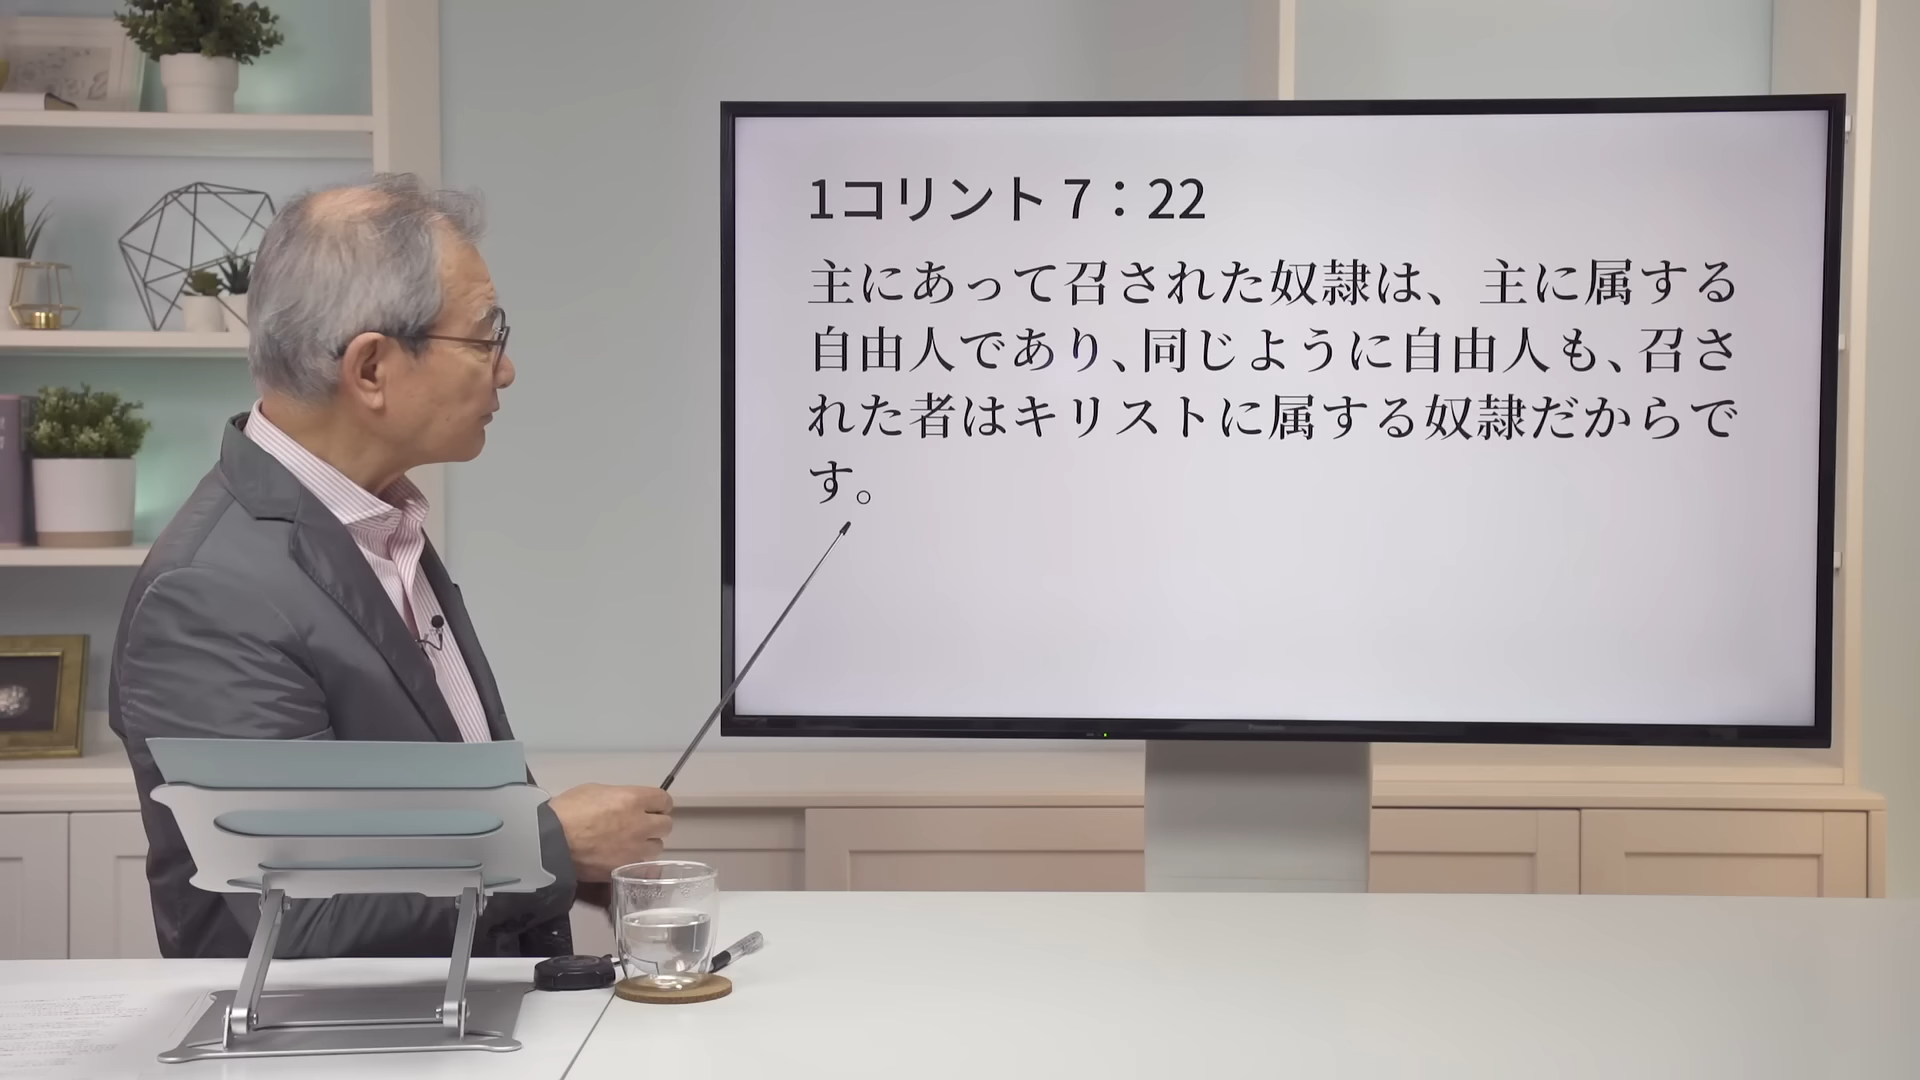 1コリント 7：22
主にあって召された奴隷は、主に属する
自由人であり、同じように自由人も、召さ
れた者はキリストに属する奴隷だからで
す。